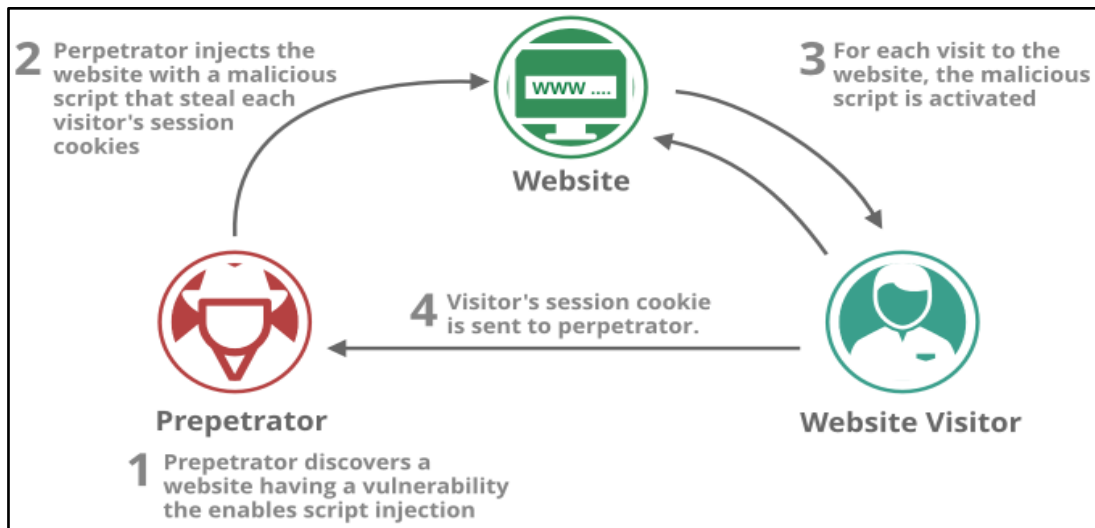 2 Perpetrator injects the
website with a malicious
script that steal each
visitor's session
cookies
www ....
Website
3 For each visit to the
website, the malicious
script is activated
4 Visitor's session cookie
is sent to perpetrator.
Prepetrator
Website Visitor
1 Prepetrator discovers a
website having a vulnerability
the enables script injection